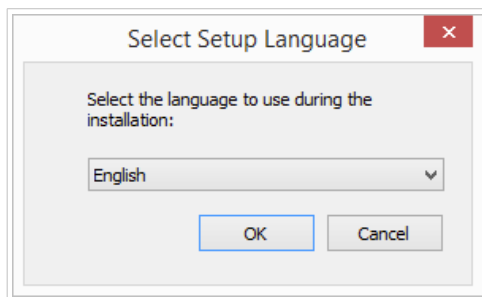 Select Setup Language
Select the language to use during the
installation:
English
OK
Cancel